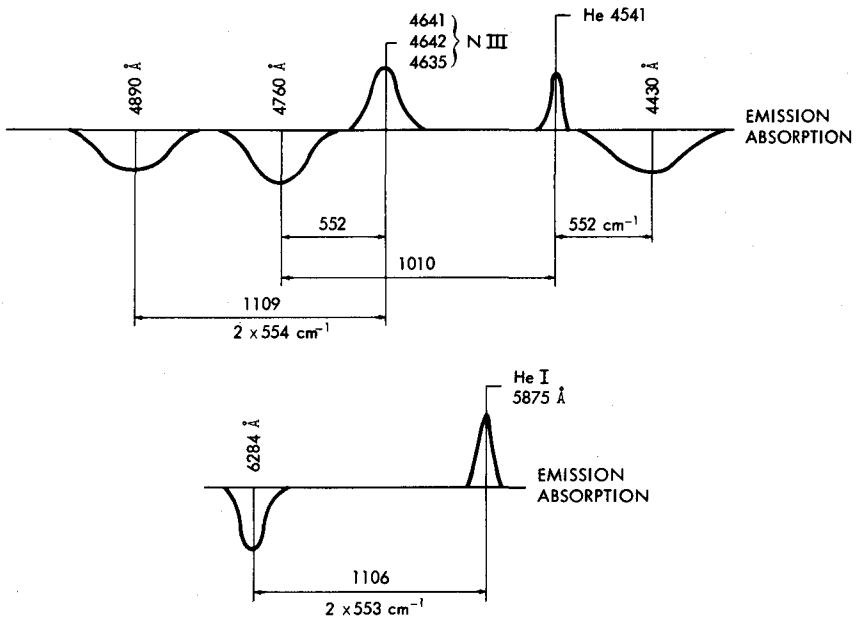 4641
4642
4635
N III
He 4541
4890 Å
4760 Å
4430 Å
EMISSION
ABSORPTION
552
552 cm⁻¹
1010
1109
2 x 554 cm⁻¹
He I
5875 Å
6284 Å
EMISSION
ABSORPTION
1106
2 x 553 cm⁻¹